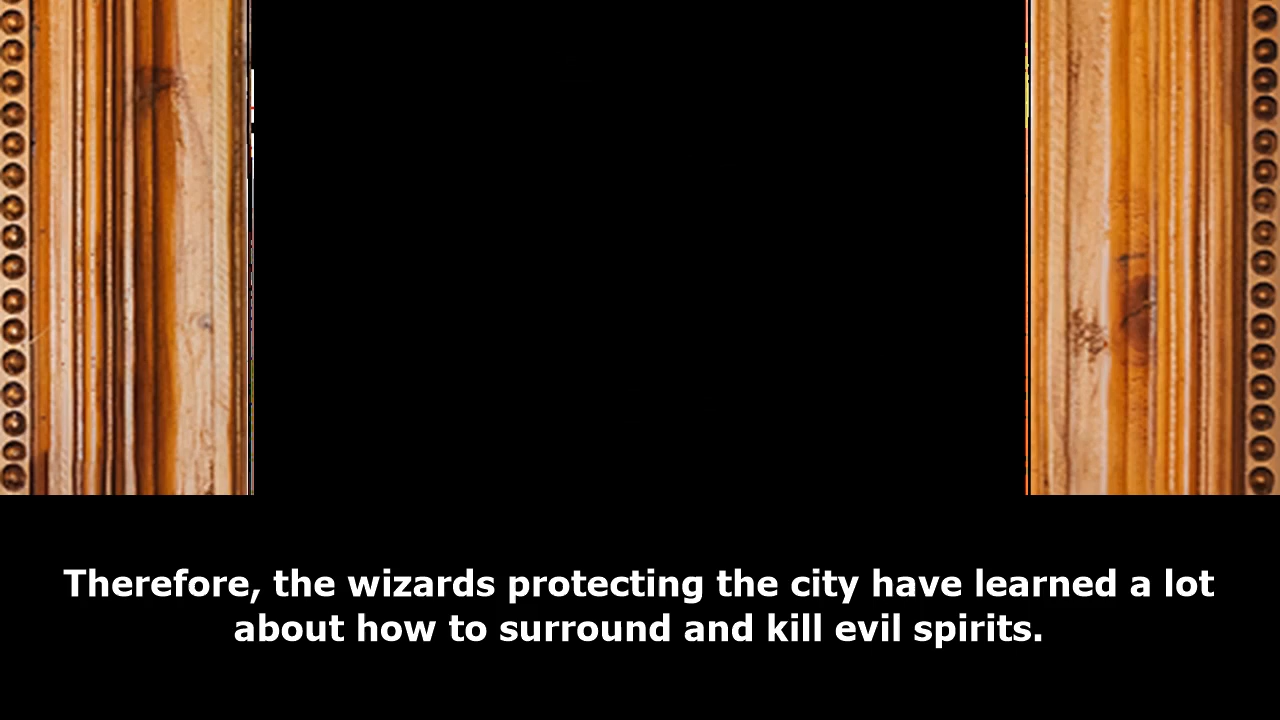 Therefore, the wizards protecting the city have learned a lot
about how to surround and kill evil spirits.